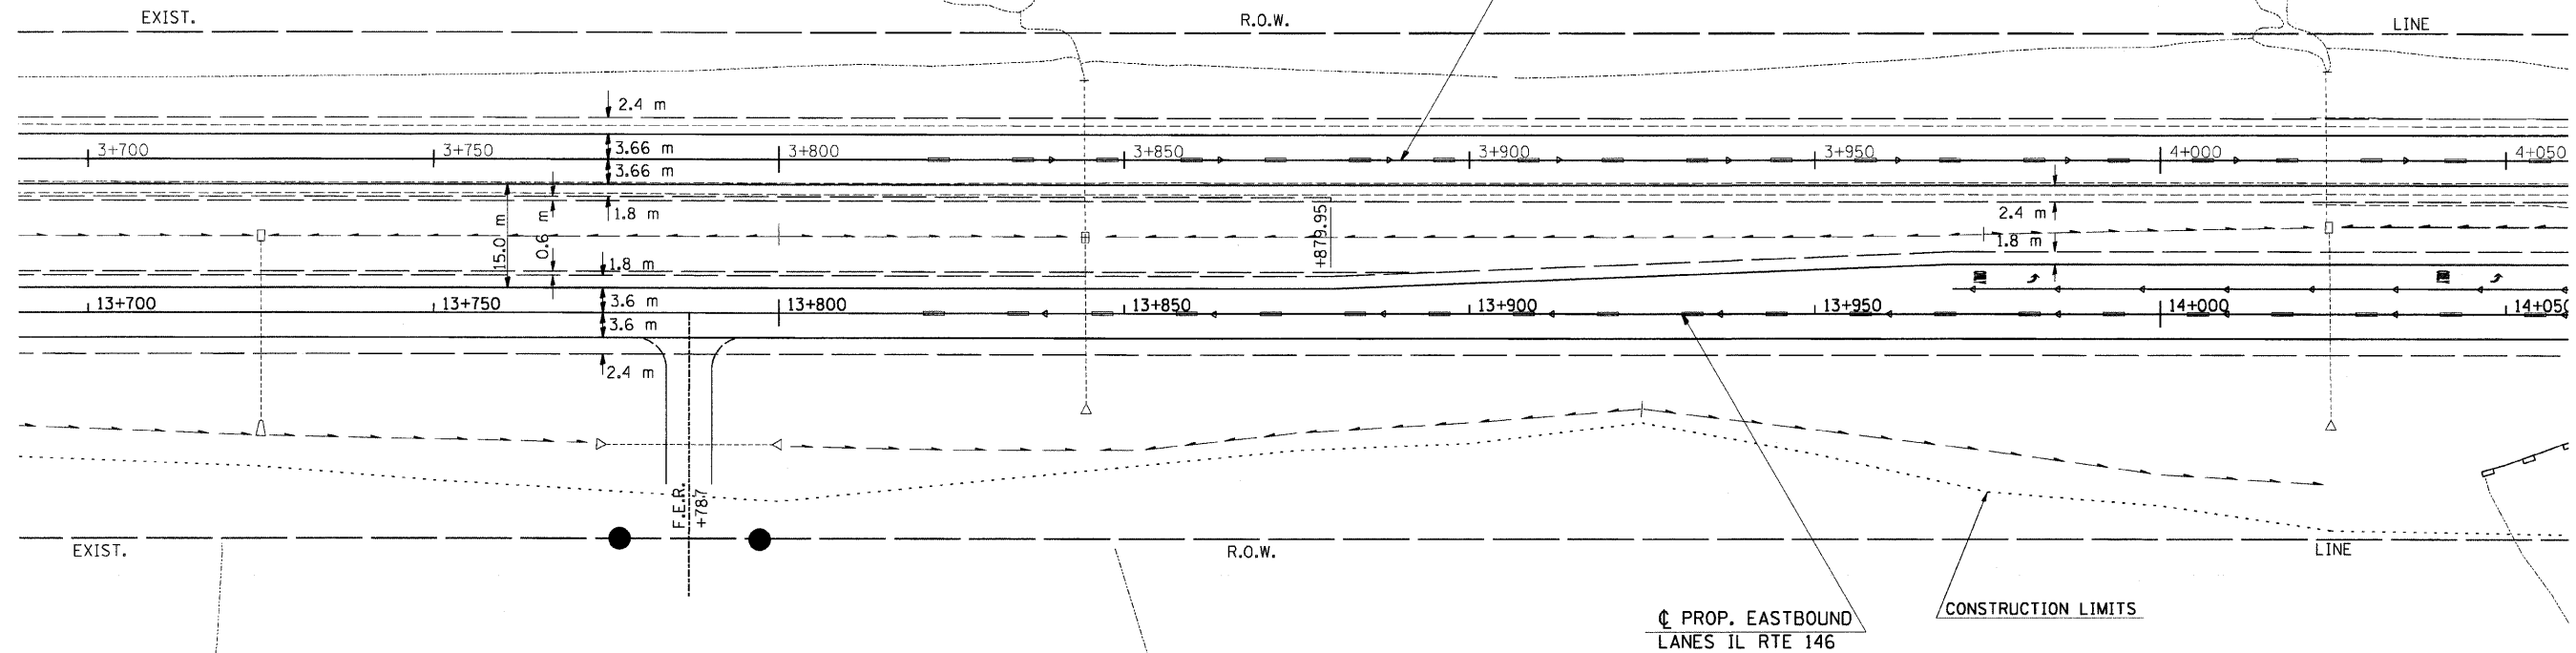 EXIST. R.O.W. LINE
2.4 m
3+700 3+750 3+800 3+850 3+900 3+950 4+000 4+050
3.66 m
3.66 m
1.8 m
15.0 m
0.6 m
+879.95
2.4 m
1.8 m
1.8 m
13+700 13+750 13+800 13+850 13+900 13+950 14+000 14+050
3.6 m
3.6 m
2.4 m
F.E.R.
+787
EXIST. R.O.W. LINE
℄ PROP. EASTBOUND
LANES IL RTE 146
CONSTRUCTION LIMITS